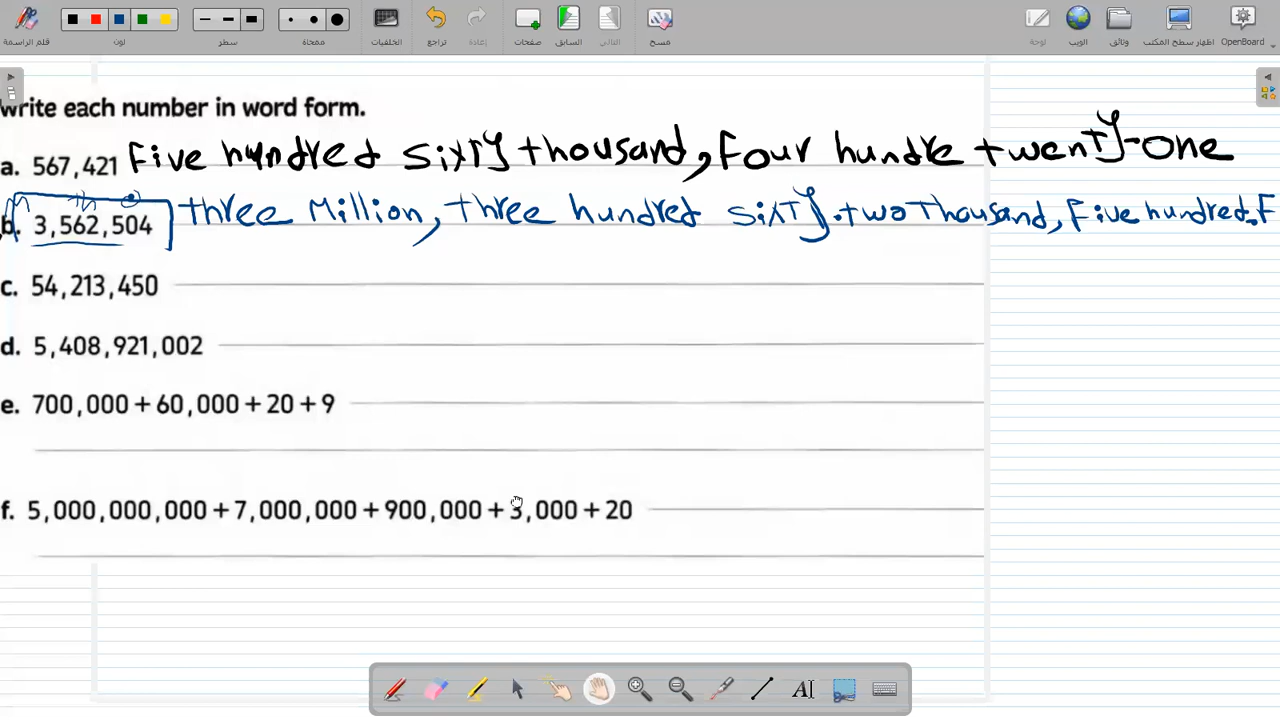 قلم الراسمة
لون
سطر
ممحاة
الخلفيات
تراجع
إعادة
صفحات
السابق
التالي
مسح
لوحة
الويب
وثائق
اظهار سطح المكتب
OpenBoard
write each number in word form.
a. 567,421 Five hundred sixty thousand, Four hundre twenty-one
m th o
b. 3,562,504 three Million, three hundred sixty-two Thousand, Five hundred, F
c. 54,213,450
d. 5,408,921,002
e. 700,000 + 60,000 + 20 + 9
f. 5,000,000,000 + 7,000,000 + 900,000 + 3,000 + 20